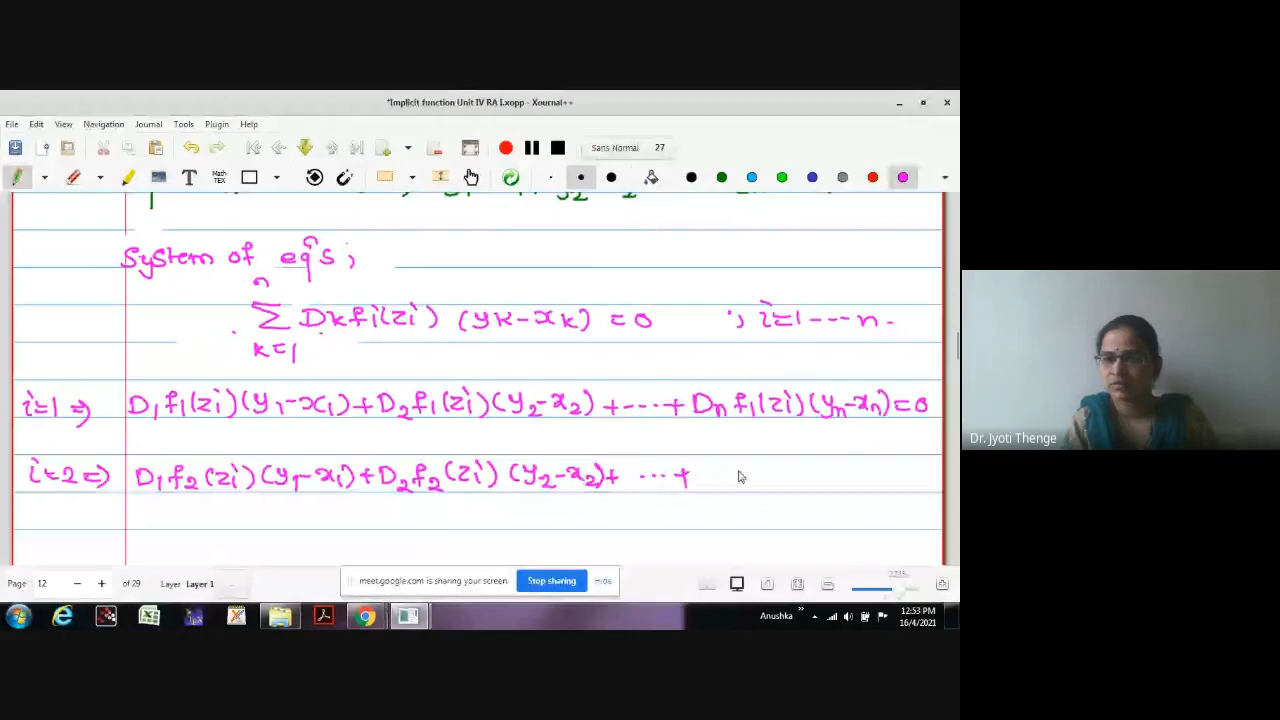 *Implicit function Unit IV RA I.xopp - Xournal++
File Edit View Navigation Journal Tools Plugin Help
Sans Normal 27
System of eqⁿs ;
n
∑ Dkfi(zi) (yk-xk) = 0 ; i=1----n.
k=1
i=1 => D1f1(zi)(y1-x1)+D2f1(zi)(y2-x2) +---+ Dnf1(zi)(yn-xn)=0
i=2 => D1f2(zi)(y1-x1)+D2f2(zi)(y2-x2)+ ---+
Dr. Jyoti Thenge
Page 12 of 29 Layer Layer 1
meet.google.com is sharing your screen Stop sharing Hide
Anushka
12:53 PM
16/4/2021